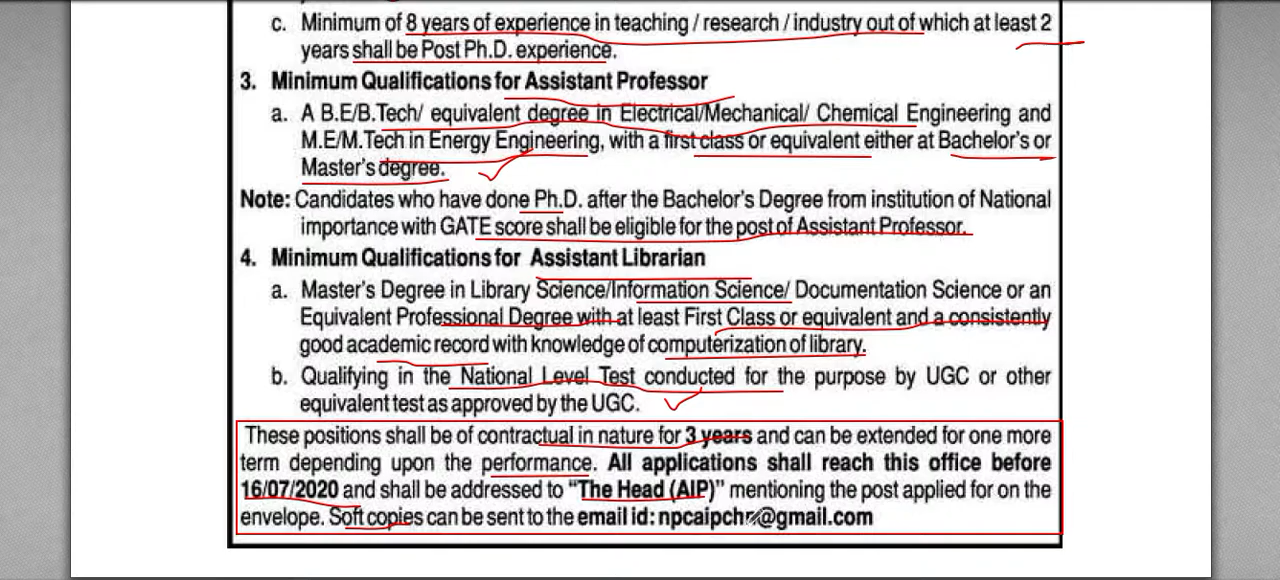 c. Minimum of 8 years of experience in teaching / research / industry out of which at least 2
years shall be Post Ph.D. experience.
3. Minimum Qualifications for Assistant Professor
a. A B.E/B.Tech/ equivalent degree in Electrical/Mechanical/ Chemical Engineering and
M.E/M.Tech in Energy Engineering, with a first class or equivalent either at Bachelor's or
Master's degree.
Note: Candidates who have done Ph.D. after the Bachelor's Degree from institution of National
importance with GATE score shall be eligible for the post of Assistant Professor.
4. Minimum Qualifications for Assistant Librarian
a. Master's Degree in Library Science/Information Science/ Documentation Science or an
Equivalent Professional Degree with at least First Class or equivalent and a consistently
good academic record with knowledge of computerization of library.
b. Qualifying in the National Level Test conducted for the purpose by UGC or other
equivalent test as approved by the UGC.
These positions shall be of contractual in nature for 3 years and can be extended for one more
term depending upon the performance. All applications shall reach this office before
16/07/2020 and shall be addressed to "The Head (AIP)" mentioning the post applied for on the
envelope. Soft copies can be sent to the email id: